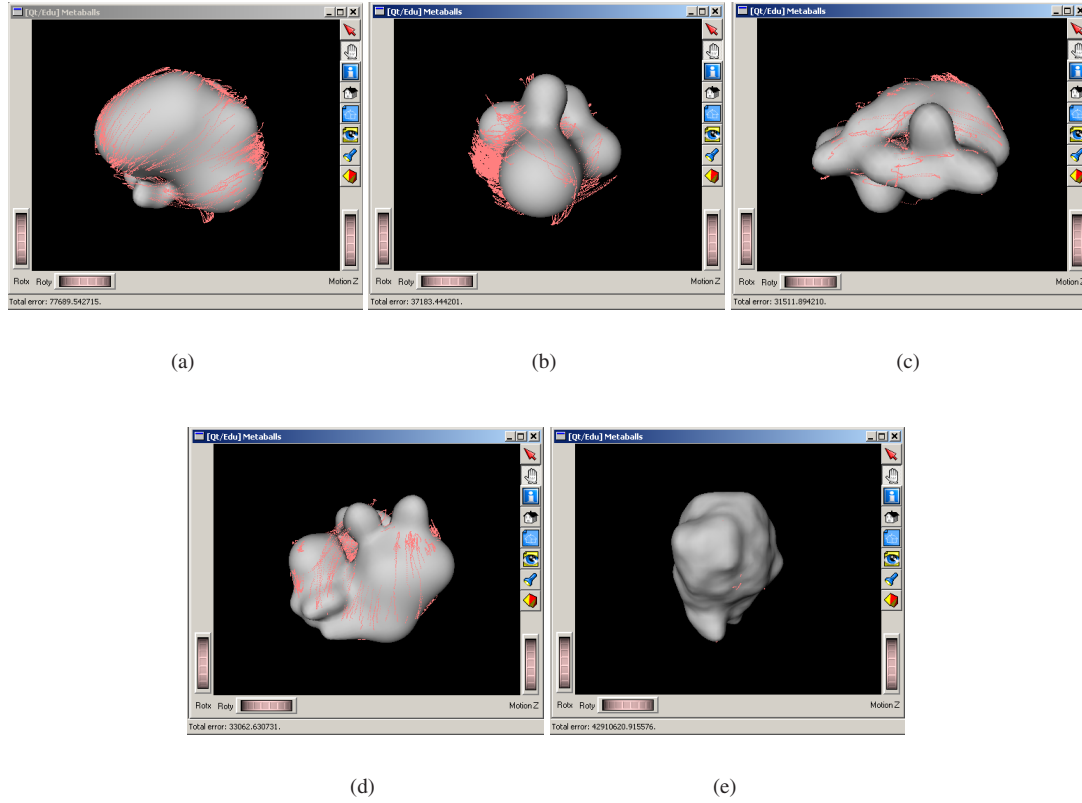 [Qt/Edu] Metaballs
[Qt/Edu] Metaballs
[Qt/Edu] Metaballs
Rotx Roty Motion Z
Rotx Roty Motion Z
Rotx Roty Motion Z
Total error: 77689.542715.
Total error: 37183.444201.
Total error: 31511.894210.
(a)
(b)
(c)
[Qt/Edu] Metaballs
[Qt/Edu] Metaballs
Rotx Roty Motion Z
Rotx Roty Motion Z
Total error: 33062.630731.
Total error: 42910620.915576.
(d)
(e)